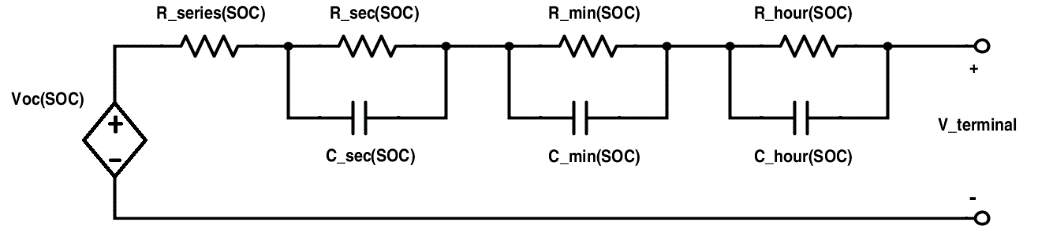 R_series(SOC)
R_sec(SOC)
R_min(SOC)
R_hour(SOC)
Voc(SOC)
+
-
C_sec(SOC)
C_min(SOC)
C_hour(SOC)
+
V_terminal
-